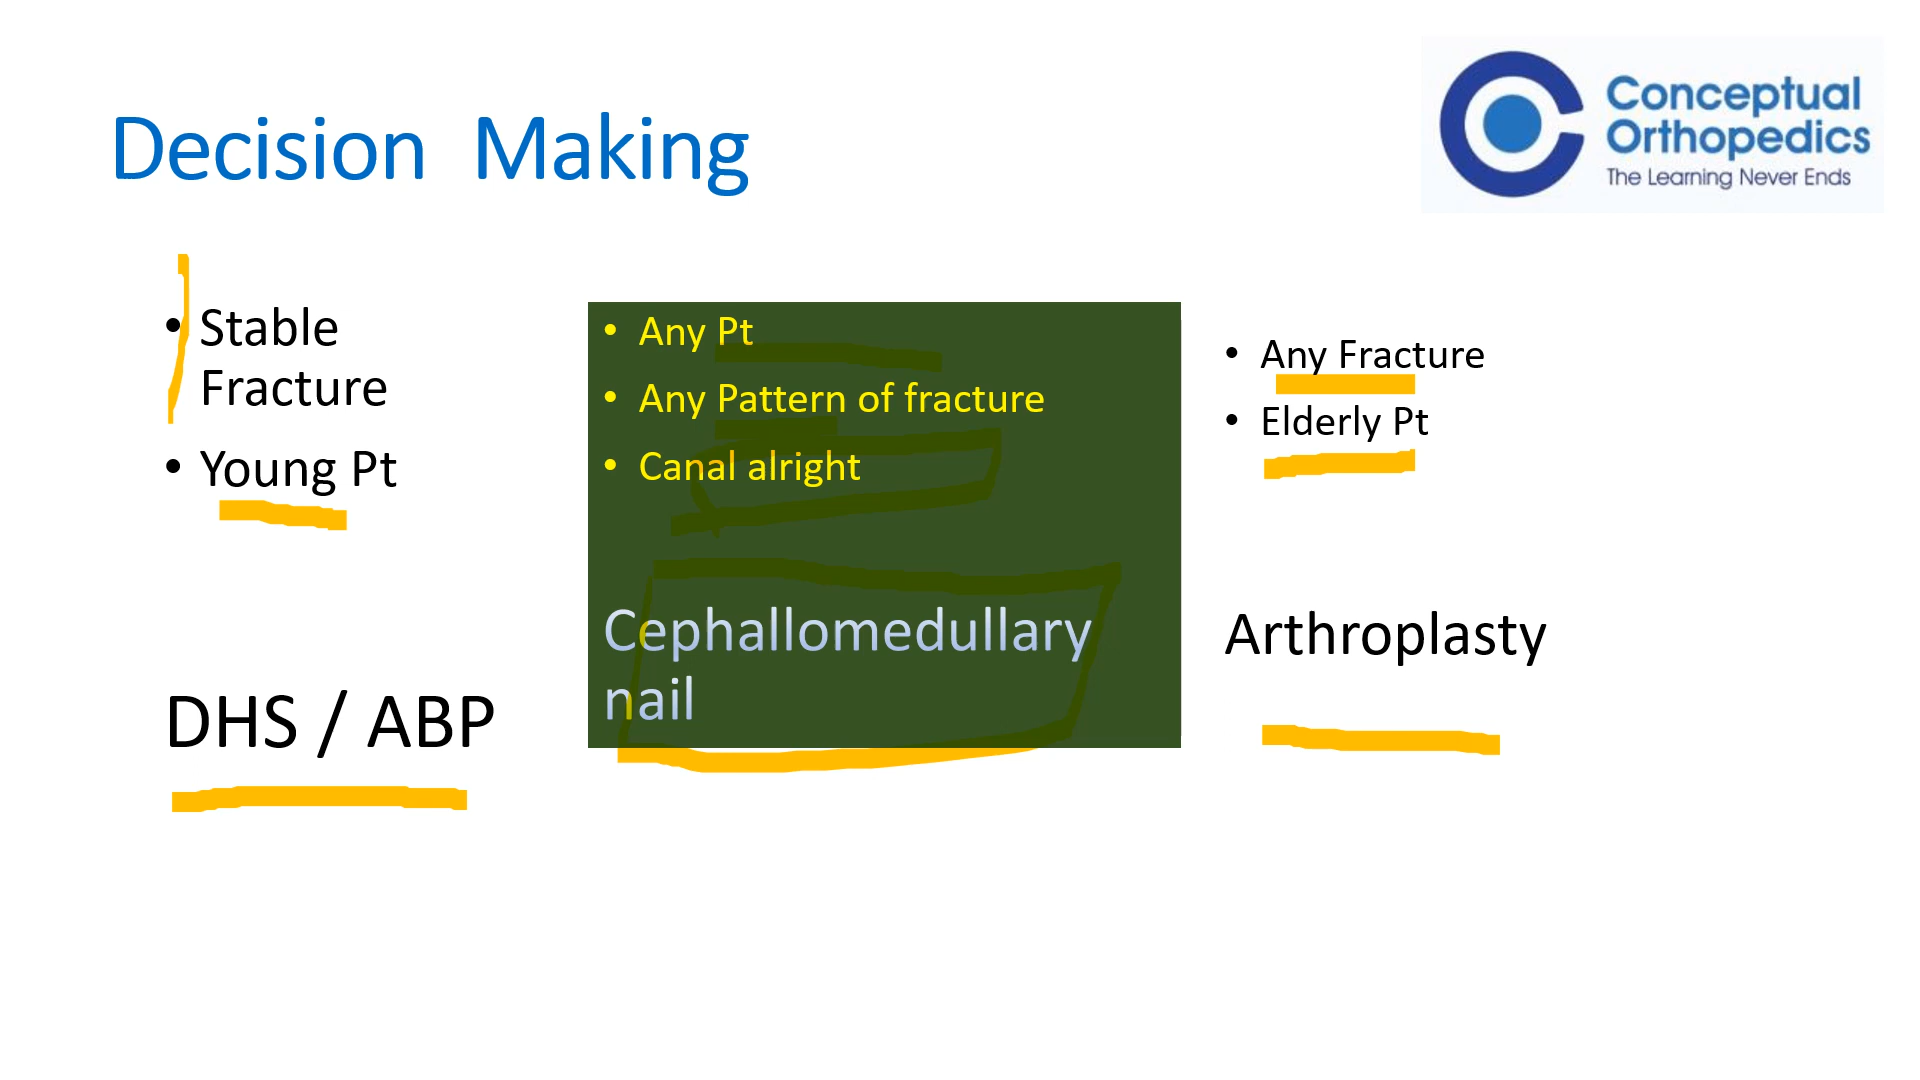 Decision Making
Conceptual
Orthopedics
The Learning Never Ends
• Stable
Fracture
• Young Pt
DHS / ABP
• Any Pt
• Any Pattern of fracture
• Canal alright
Cephallomedullary
nail
• Any Fracture
• Elderly Pt
Arthroplasty